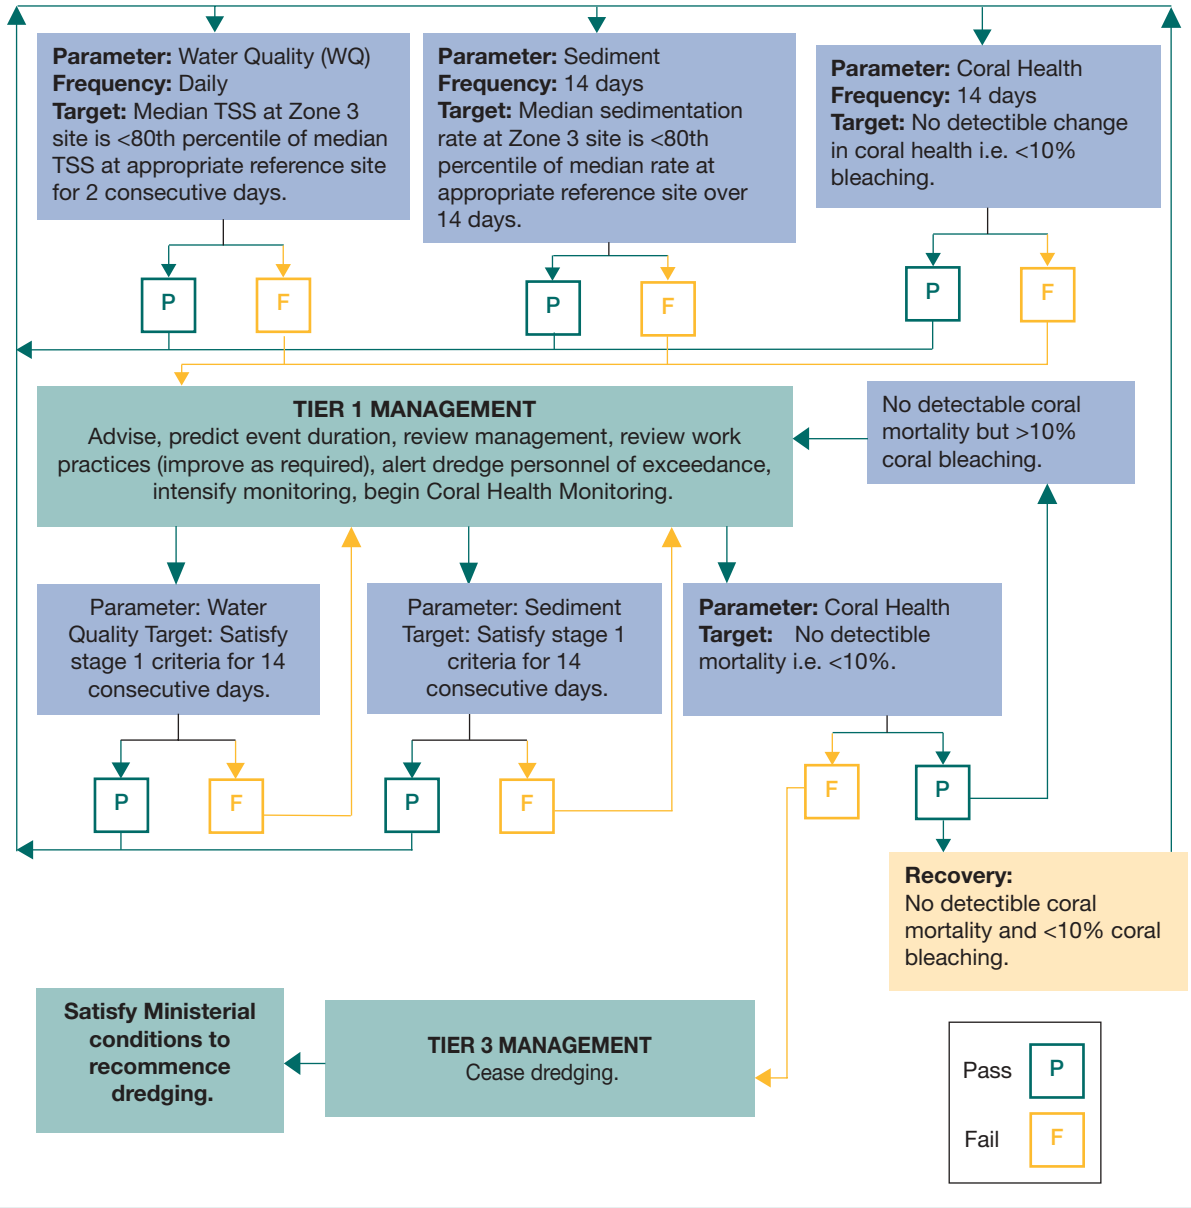 Parameter: Water Quality (WQ)
Frequency: Daily
Target: Median TSS at Zone 3
site is <80th percentile of median
TSS at appropriate reference site
for 2 consecutive days.
Parameter: Sediment
Frequency: 14 days
Target: Median sedimentation
rate at Zone 3 site is <80th
percentile of median rate at
appropriate reference site over
14 days.
Parameter: Coral Health
Frequency: 14 days
Target: No detectible change
in coral health i.e. <10%
bleaching.
P
F
P
F
P
F
TIER 1 MANAGEMENT
Advise, predict event duration, review management, review work
practices (improve as required), alert dredge personnel of exceedance,
intensify monitoring, begin Coral Health Monitoring.
No detectable coral
mortality but >10%
coral bleaching.
Parameter: Water
Quality Target: Satisfy
stage 1 criteria for 14
consecutive days.
Parameter: Sediment
Target: Satisfy stage 1
criteria for 14
consecutive days.
Parameter: Coral Health
Target: No detectible
mortality i.e. <10%.
P
F
P
F
F
P
Recovery:
No detectible coral
mortality and <10% coral
bleaching.
Satisfy Ministerial
conditions to
recommence
dredging.
TIER 3 MANAGEMENT
Cease dredging.
Pass P
Fail F